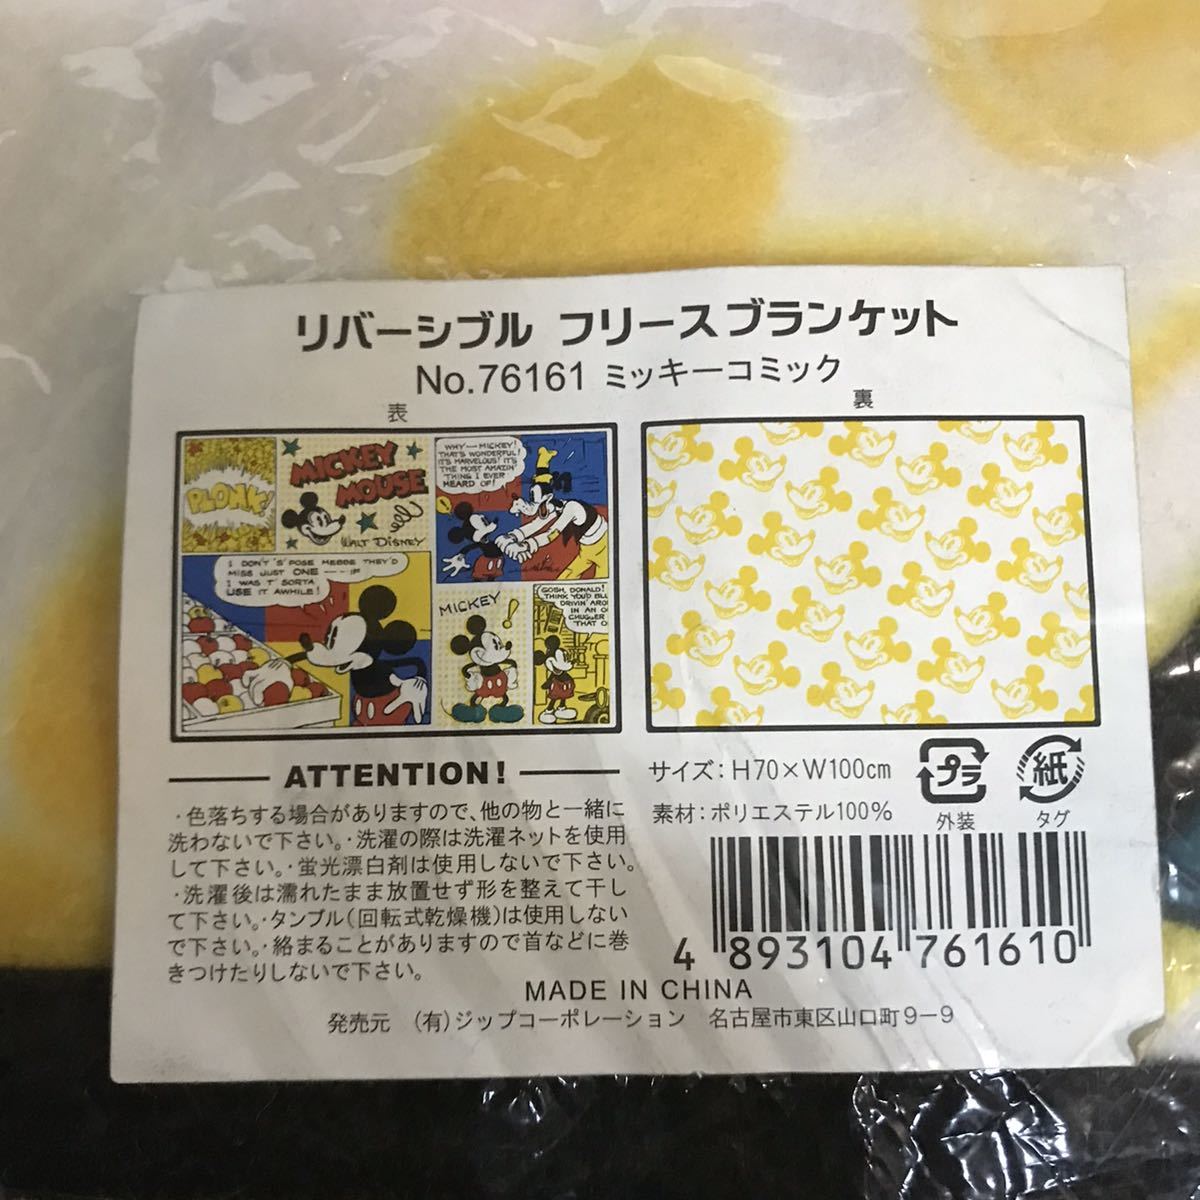 リバーシブル フリースブランケット
No.76161 ミッキーコミック
表
裏
PLONK!
MICKEY
MOUSE
WALT DISNEY
WHY—MICKEY!
THAT'S WONDERFUL!
IT'S MARVELOUS! IT'S
THE MOST AMAZIN'
THING I EVER
HEARD OF!
I DON'T 'S'POSE MEBBE THEY'D
MISS JUST ONE – – – IF
I WAS T' SORTA
USE IT AWHILE!
MICKEY
!
GOSH, DONALD!
THINK YOU'D BL
DRIVIN' ARO
IN AN O
CHUGGER
THAT O
ATTENTION!
・色落ちする場合がありますので、他の物と一緒に
洗わないで下さい。・洗濯の際は洗濯ネットを使用
して下さい。・蛍光漂白剤は使用しないで下さい。
・洗濯後は濡れたまま放置せず形を整えて干し
て下さい。・タンブル(回転式乾燥機)は使用しない
で下さい。・絡まることがありますので首などに巻
きつけたりしないで下さい。
サイズ:H70×W100cm
素材:ポリエステル100%
プラ
外装
紙
タグ
4 893104 761610
MADE IN CHINA
発売元 (有)ジップコーポレーション 名古屋市東区山口町9-9